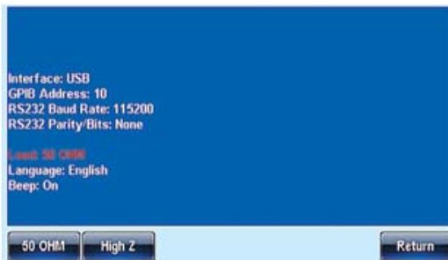 Interface: USB
GPIB Address: 10
RS232 Baud Rate: 115200
RS232 Parity/Bits: None
Load: 50 OHM
Language: English
Beep: On
50 OHM High Z Return